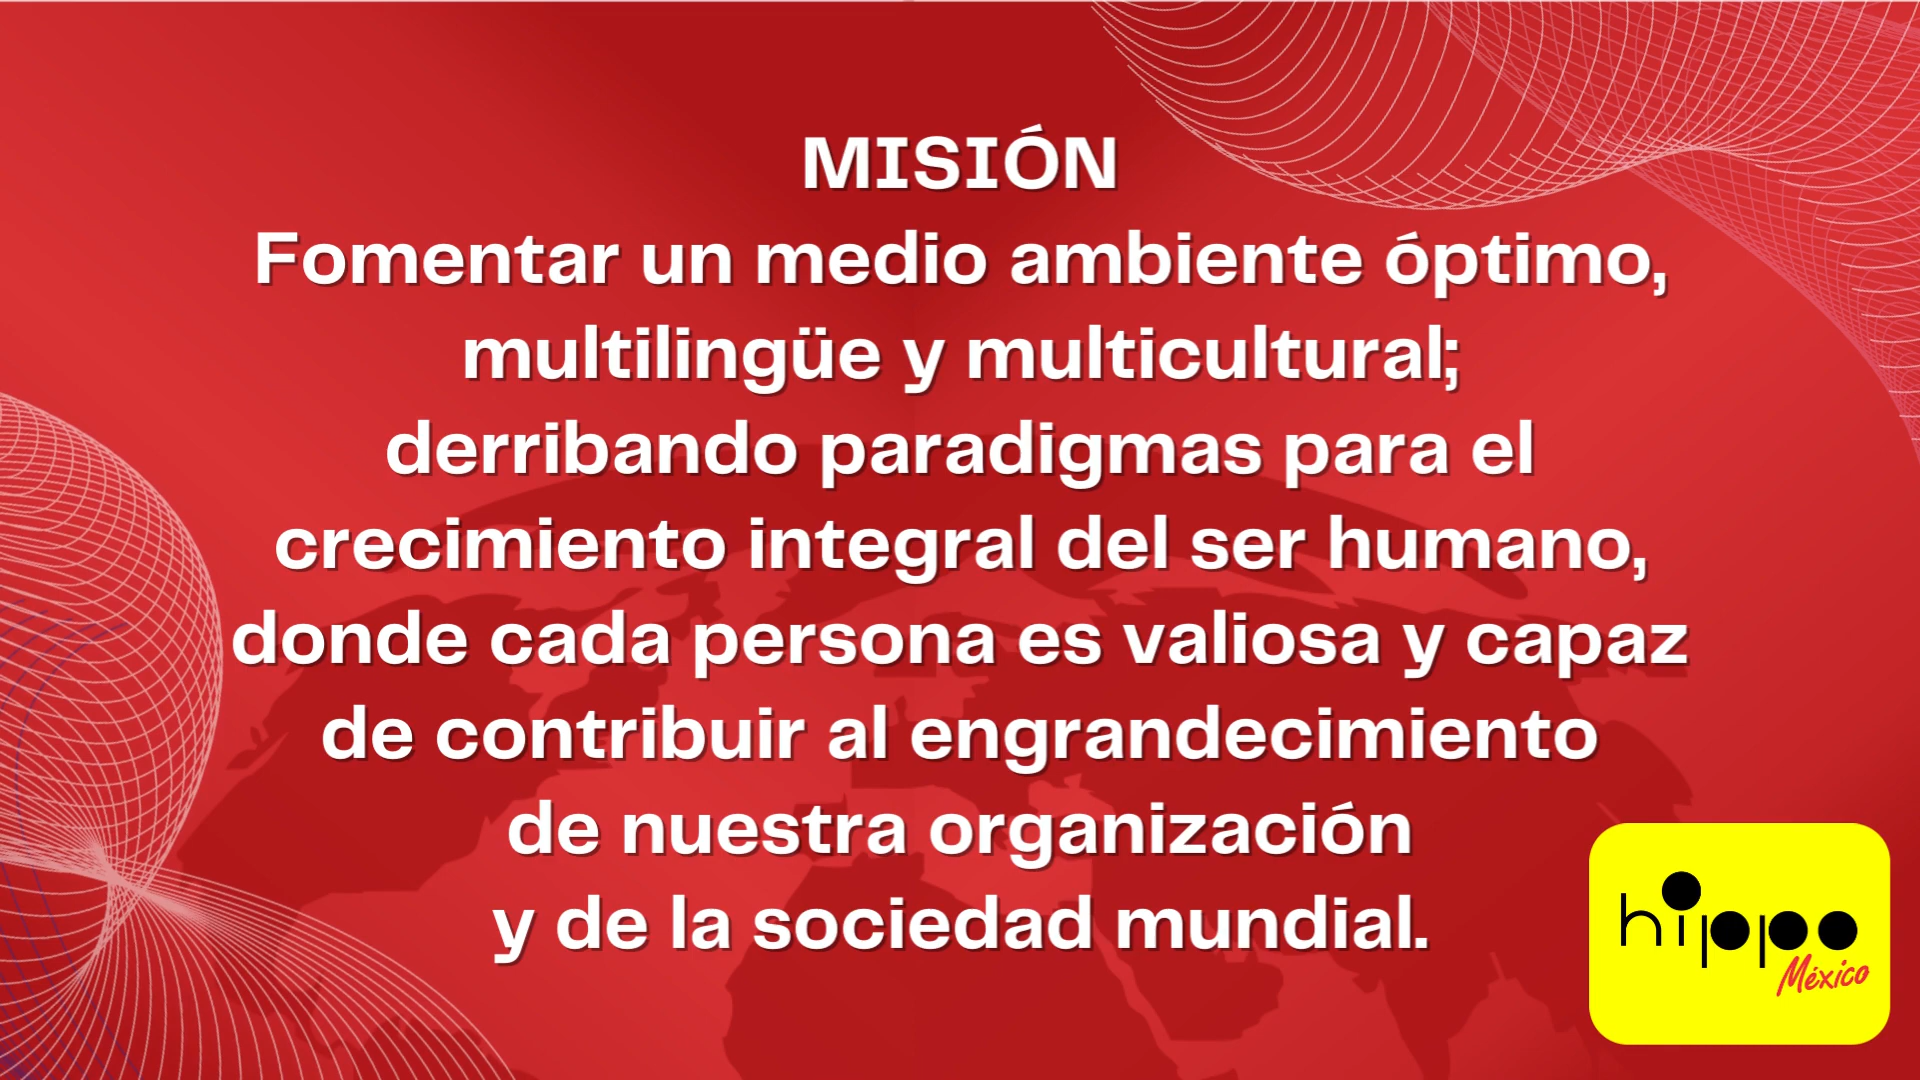 MISIÓN
Fomentar un medio ambiente óptimo,
multilingüe y multicultural;
derribando paradigmas para el
crecimiento integral del ser humano,
donde cada persona es valiosa y capaz
de contribuir al engrandecimiento
de nuestra organización
y de la sociedad mundial.
hippo
México